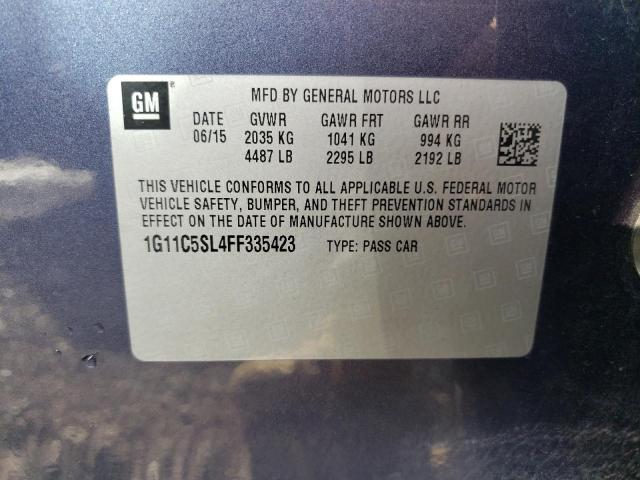 GM
MFD BY GENERAL MOTORS LLC
DATE GVWR GAWR FRT GAWR RR
06/15 2035 KG 1041 KG 994 KG
4487 LB 2295 LB 2192 LB
THIS VEHICLE CONFORMS TO ALL APPLICABLE U.S. FEDERAL MOTOR
VEHICLE SAFETY, BUMPER, AND THEFT PREVENTION STANDARDS IN
EFFECT ON THE DATE OF MANUFACTURE SHOWN ABOVE.
1G11C5SL4FF335423 TYPE: PASS CAR